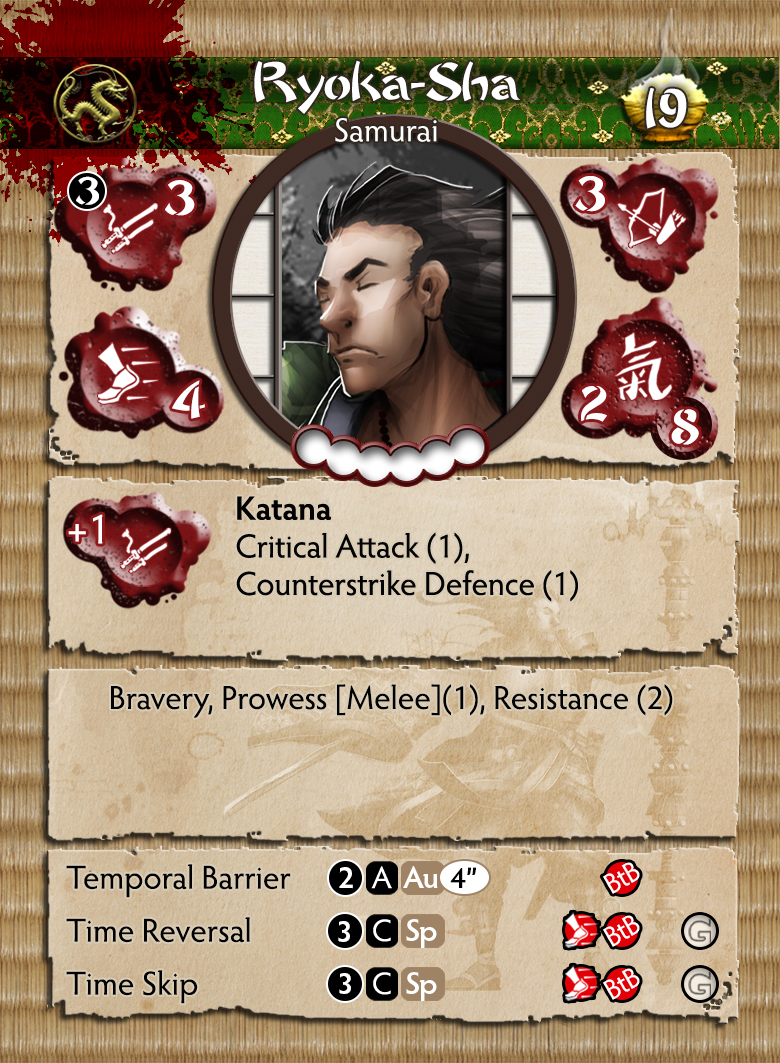 Ryoka-Sha
19
Samurai
3 3
3
4
氣
2 8
+1
Katana
Critical Attack (1),
Counterstrike Defence (1)
Bravery, Prowess [Melee](1), Resistance (2)
Temporal Barrier 2 A Au 4" BtB
Time Reversal 3 C Sp BtB G
Time Skip 3 C Sp BtB G